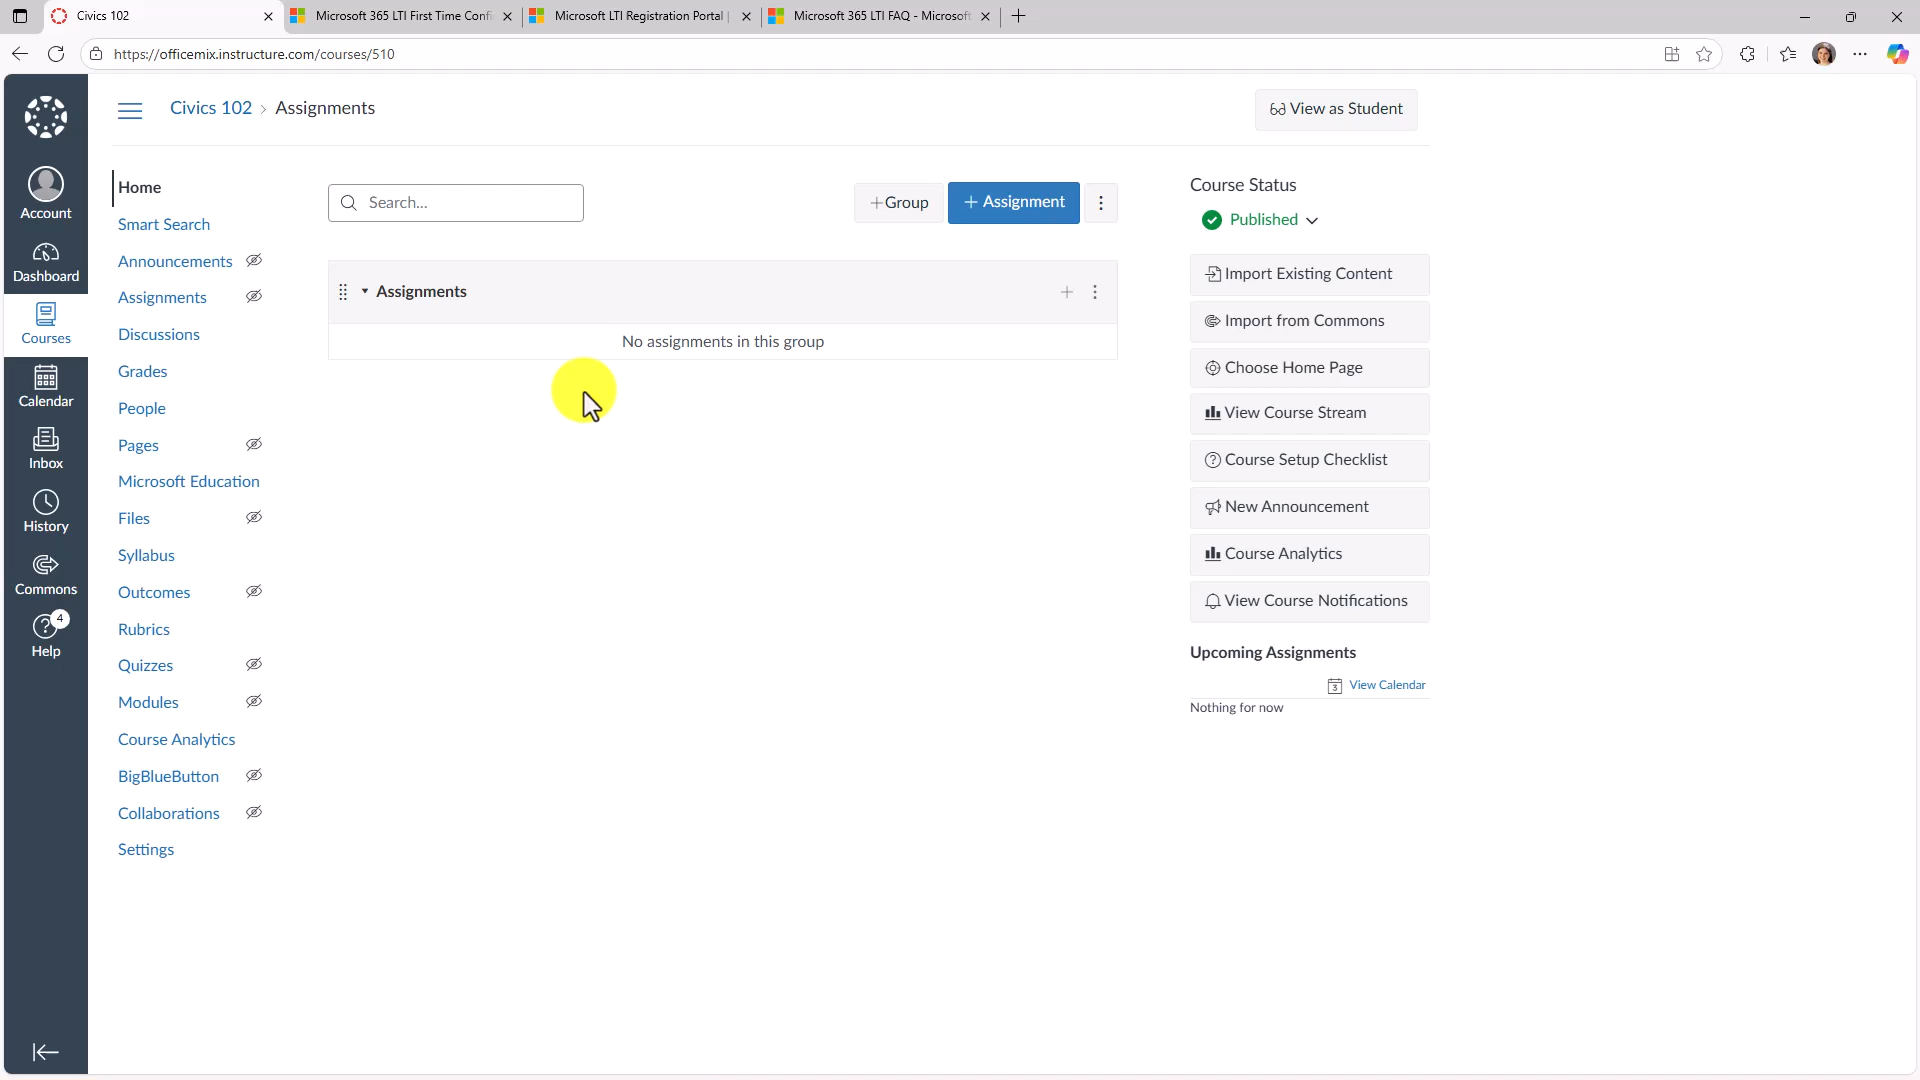 Civics 102
Microsoft 365 LTI First Time Confi
Microsoft LTI Registration Portal |
Microsoft 365 LTI FAQ - Microsoft
https://officemix.instructure.com/courses/510
Civics 102 > Assignments
View as Student
Account
Dashboard
Courses
Calendar
Inbox
History
Commons
4
Help
Home
Smart Search
Announcements
Assignments
Discussions
Grades
People
Pages
Microsoft Education
Files
Syllabus
Outcomes
Rubrics
Quizzes
Modules
Course Analytics
BigBlueButton
Collaborations
Settings
Search...
+Group
+ Assignment
Assignments
No assignments in this group
Course Status
Published
Import Existing Content
Import from Commons
Choose Home Page
View Course Stream
Course Setup Checklist
New Announcement
Course Analytics
View Course Notifications
Upcoming Assignments
3 View Calendar
Nothing for now